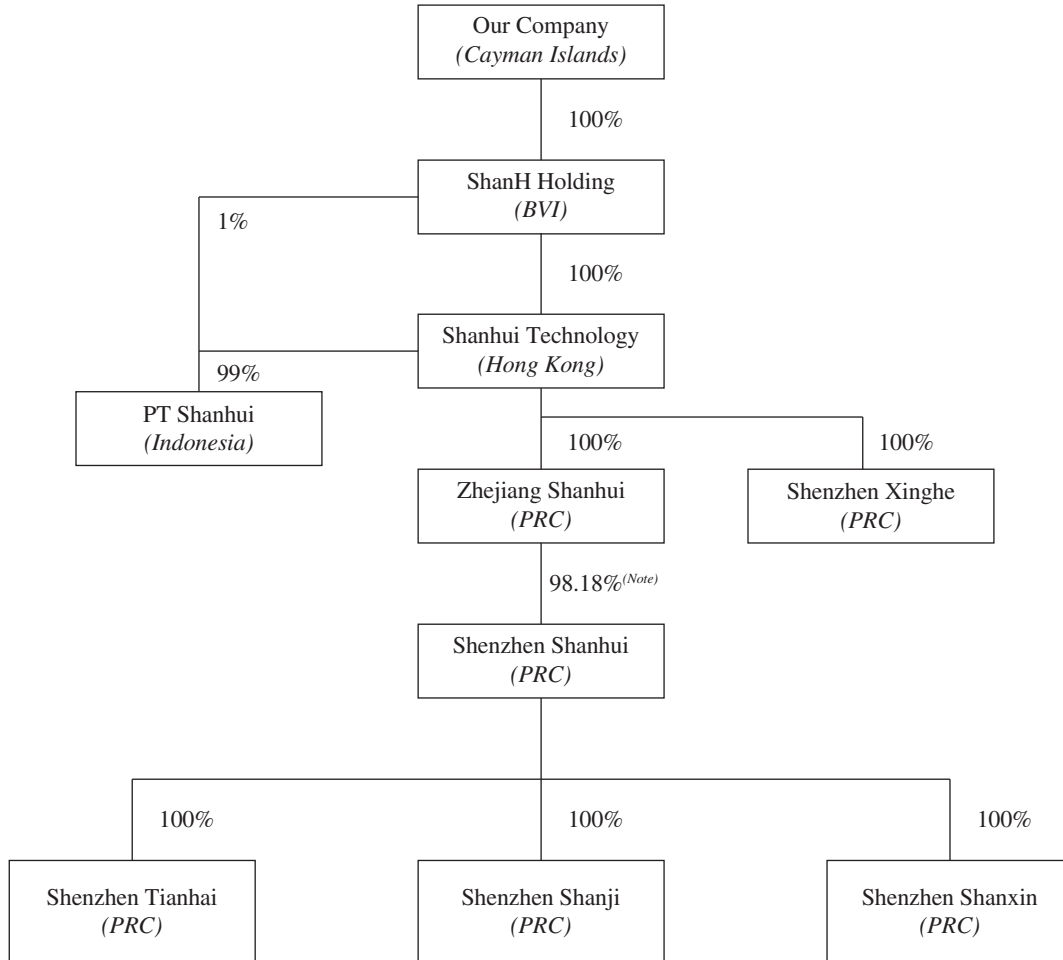 Our Company
(Cayman Islands)
100%
ShanH Holding
(BVI)
1%
100%
Shanhui Technology
(Hong Kong)
99%
PT Shanhui
(Indonesia)
100%
100%
Zhejiang Shanhui
(PRC)
Shenzhen Xinghe
(PRC)
98.18%(Note)
Shenzhen Shanhui
(PRC)
100%
100%
100%
Shenzhen Tianhai
(PRC)
Shenzhen Shanji
(PRC)
Shenzhen Shanxin
(PRC)